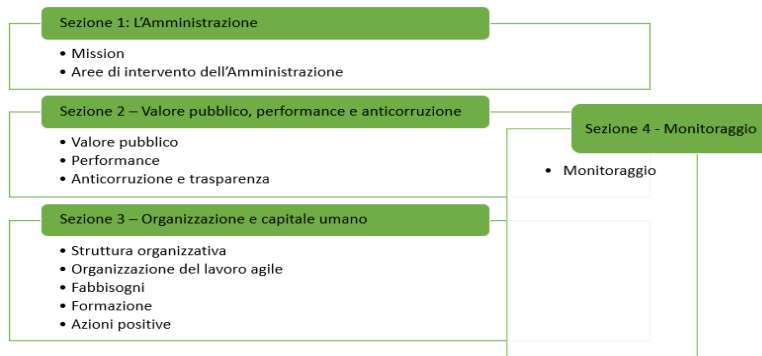 Sezione 1: L’Amministrazione
• Mission
• Aree di intervento dell’Amministrazione
Sezione 2 – Valore pubblico, performance e anticorruzione
• Valore pubblico
• Performance
• Anticorruzione e trasparenza
Sezione 4 - Monitoraggio
• Monitoraggio
Sezione 3 – Organizzazione e capitale umano
• Struttura organizzativa
• Organizzazione del lavoro agile
• Fabbisogni
• Formazione
• Azioni positive